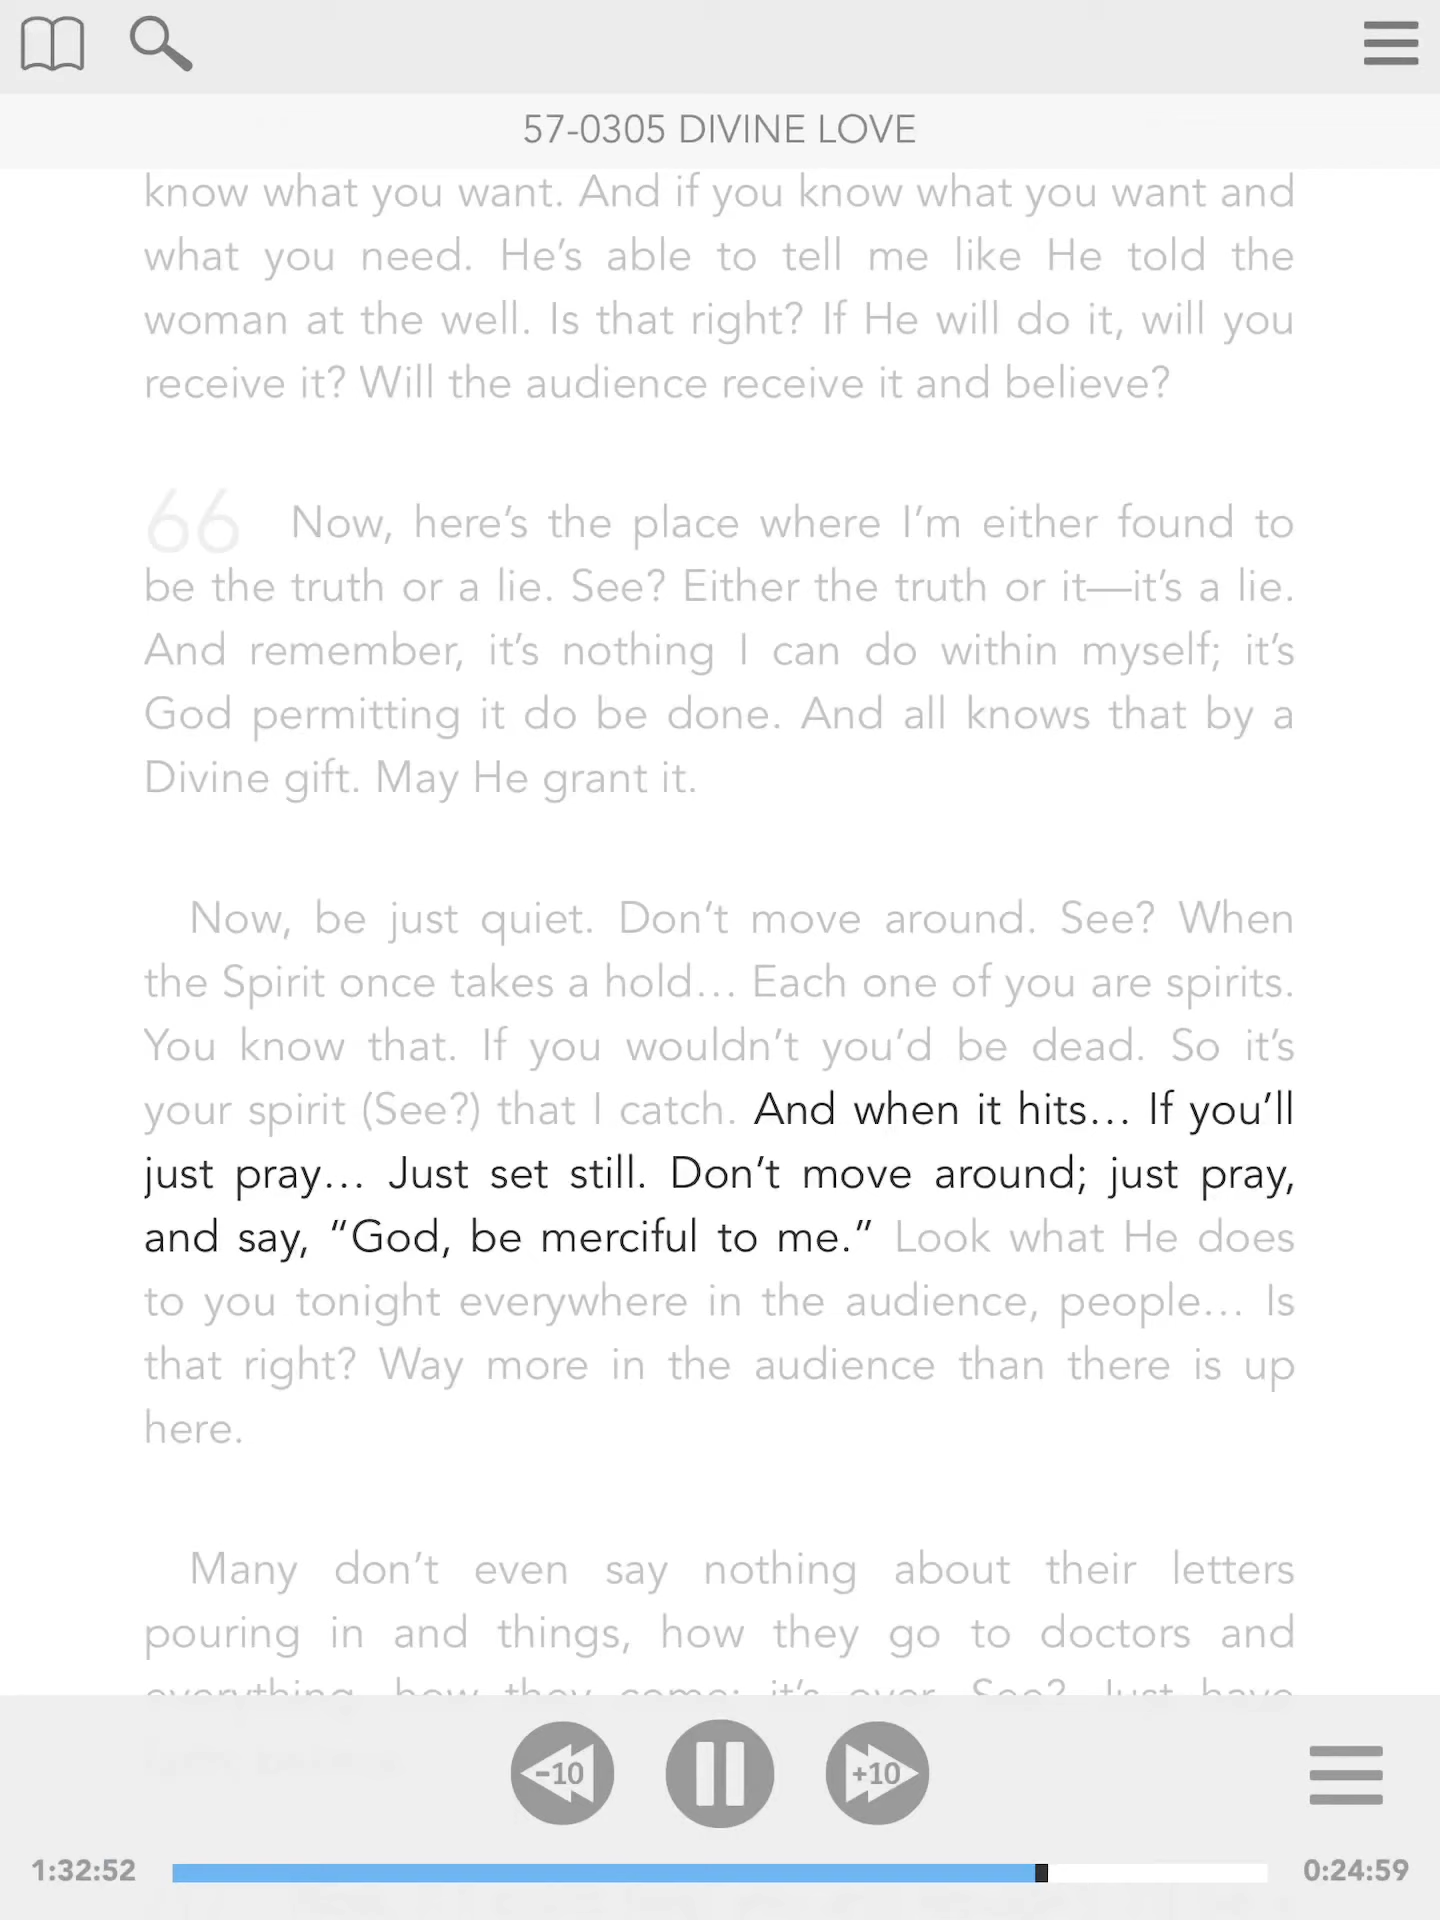 57-0305 DIVINE LOVE
know what you want. And if you know what you want and
what you need. He’s able to tell me like He told the
woman at the well. Is that right? If He will do it, will you
receive it? Will the audience receive it and believe?
66 Now, here’s the place where I’m either found to
be the truth or a lie. See? Either the truth or it—it’s a lie.
And remember, it’s nothing I can do within myself; it’s
God permitting it do be done. And all knows that by a
Divine gift. May He grant it.
Now, be just quiet. Don’t move around. See? When
the Spirit once takes a hold… Each one of you are spirits.
You know that. If you wouldn’t you’d be dead. So it’s
your spirit (See?) that I catch. And when it hits… If you’ll
just pray… Just set still. Don’t move around; just pray,
and say, “God, be merciful to me.” Look what He does
to you tonight everywhere in the audience, people… Is
that right? Way more in the audience than there is up
here.
Many don’t even say nothing about their letters
pouring in and things, how they go to doctors and
everything, how they come; it’s over. See? Just have
-10 +10
1:32:52 0:24:59